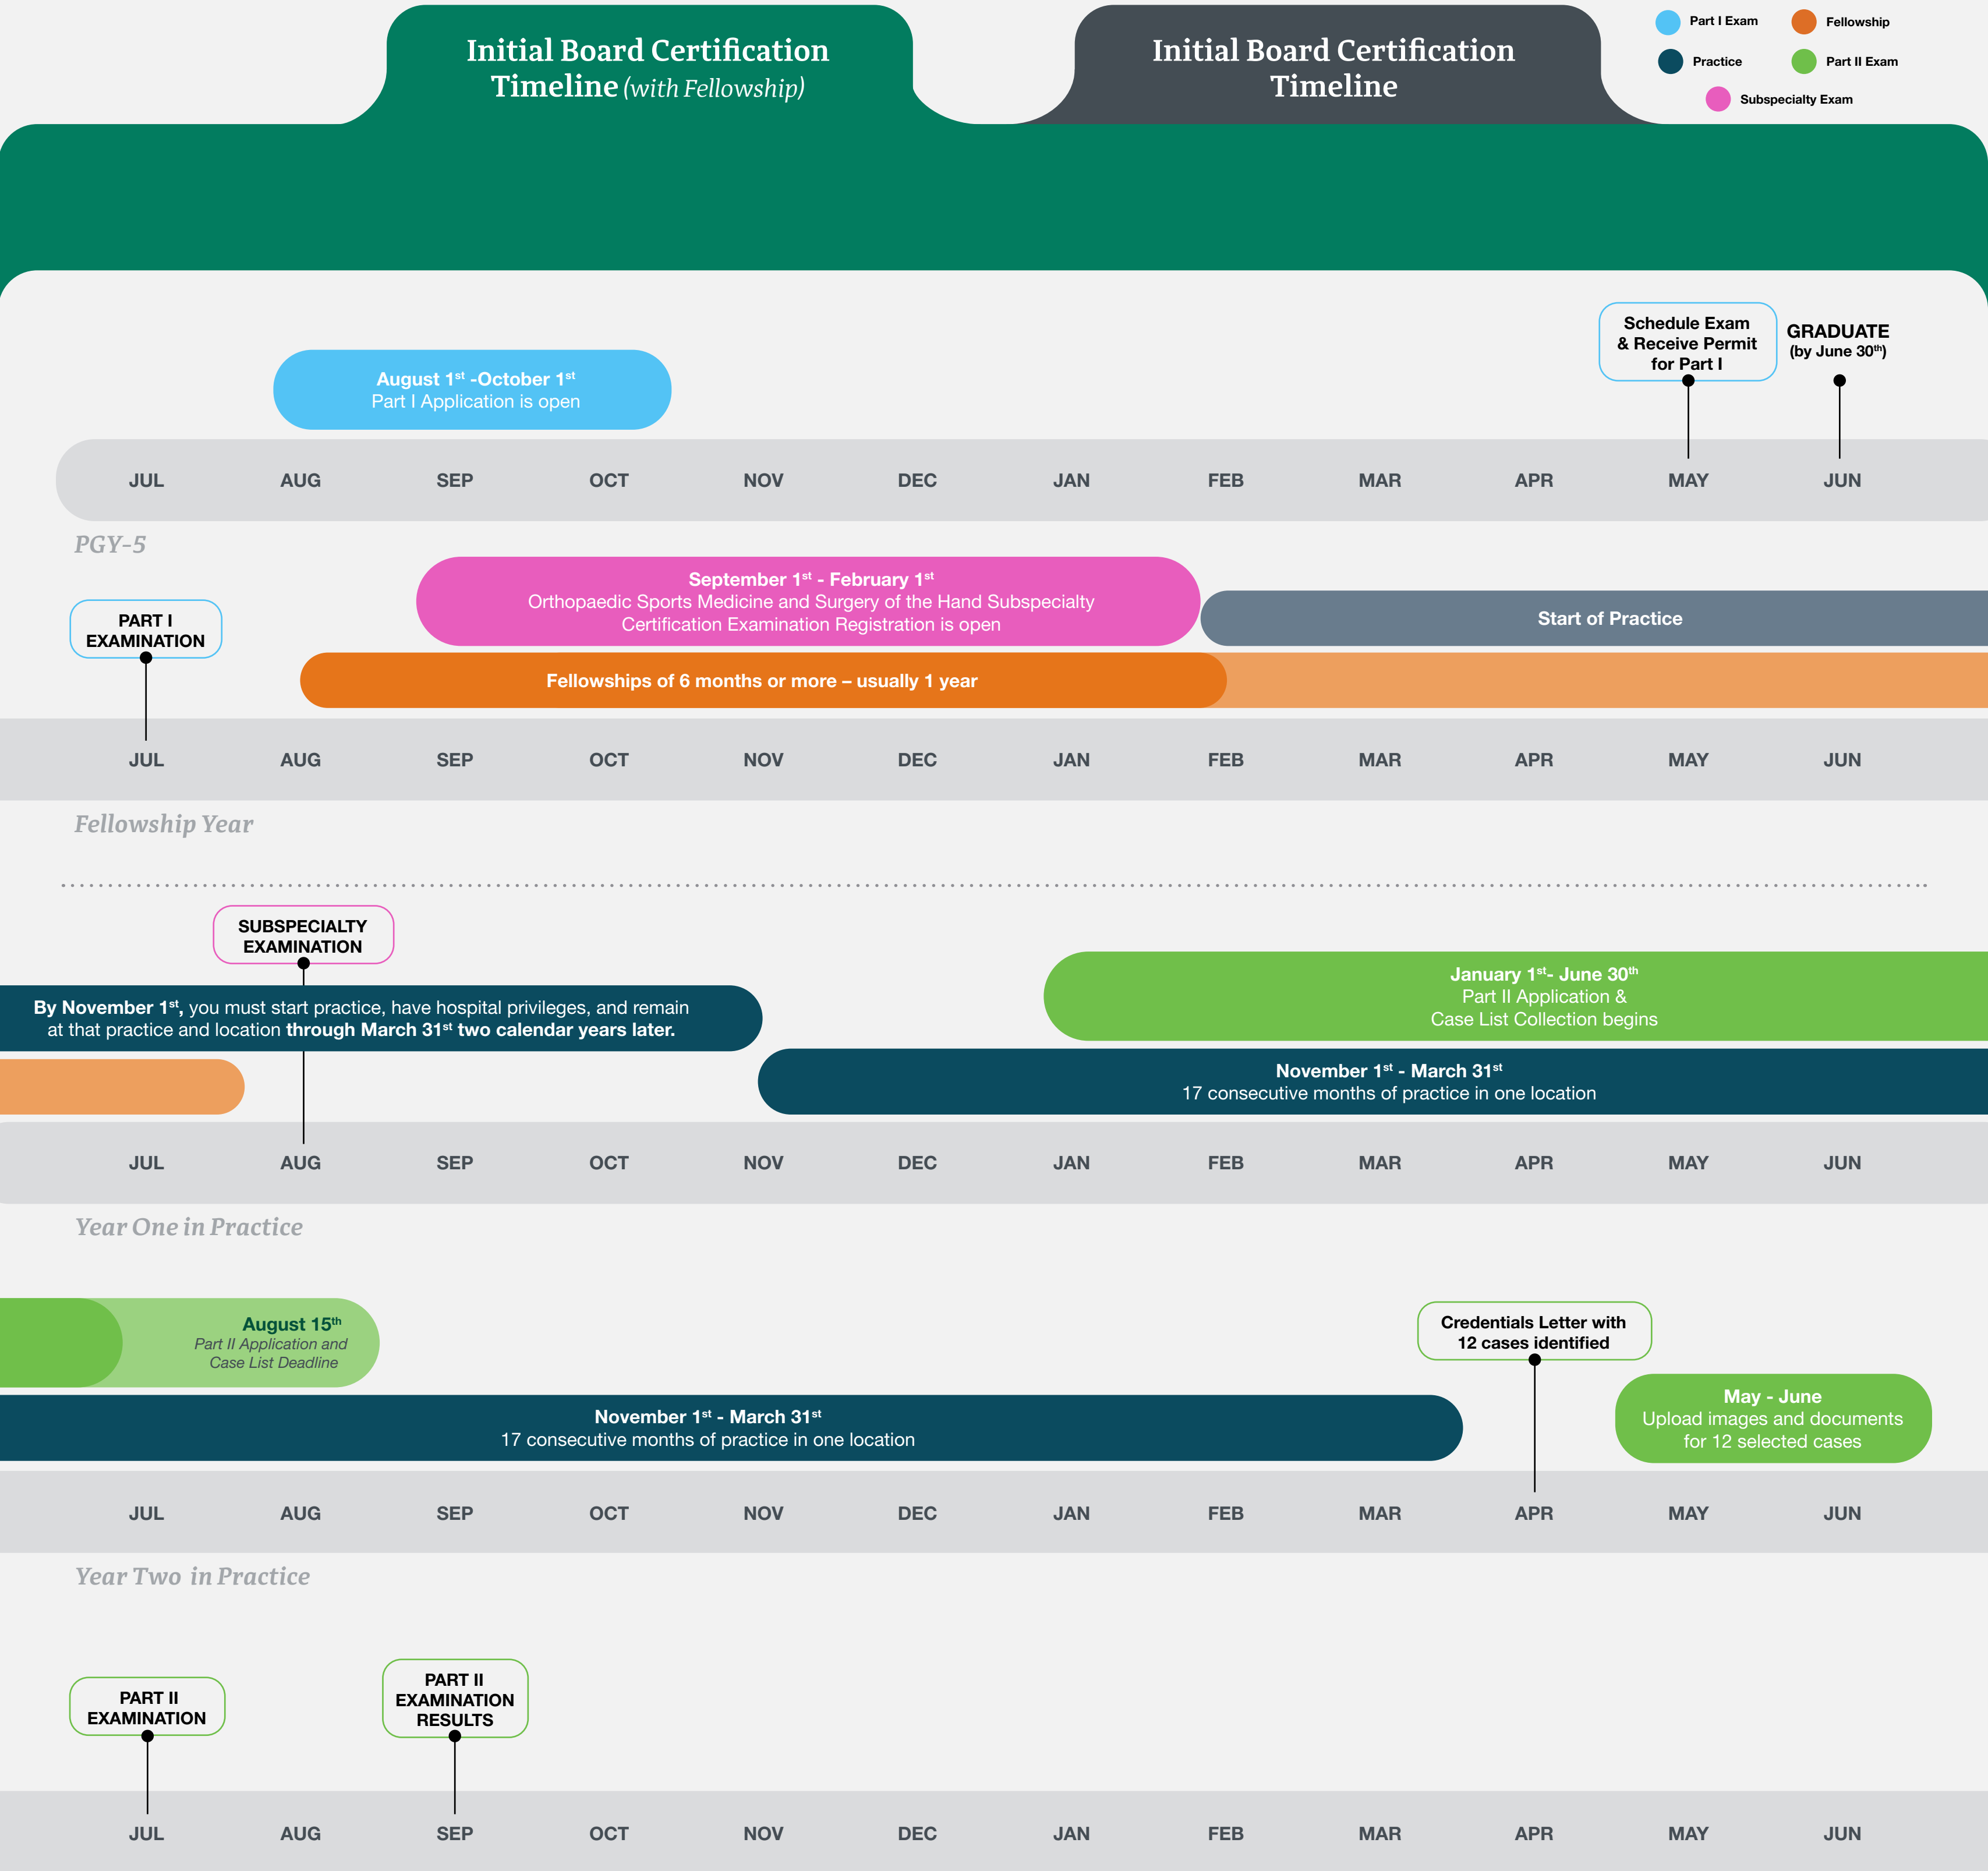 Initial Board Certification
Timeline (with Fellowship)
Initial Board Certification
Timeline
Part I Exam
Fellowship
Practice
Part II Exam
Subspecialty Exam
Schedule Exam
& Receive Permit
for Part I
GRADUATE
(by June 30th)
August 1st -October 1st
Part I Application is open
JUL AUG SEP OCT NOV DEC JAN FEB MAR APR MAY JUN
PGY-5
PART I
EXAMINATION
September 1st - February 1st
Orthopaedic Sports Medicine and Surgery of the Hand Subspecialty
Certification Examination Registration is open
Start of Practice
Fellowships of 6 months or more – usually 1 year
JUL AUG SEP OCT NOV DEC JAN FEB MAR APR MAY JUN
Fellowship Year
SUBSPECIALTY
EXAMINATION
By November 1st, you must start practice, have hospital privileges, and remain
at that practice and location through March 31st two calendar years later.
January 1st- June 30th
Part II Application &
Case List Collection begins
November 1st - March 31st
17 consecutive months of practice in one location
JUL AUG SEP OCT NOV DEC JAN FEB MAR APR MAY JUN
Year One in Practice
August 15th
Part II Application and
Case List Deadline
Credentials Letter with
12 cases identified
November 1st - March 31st
17 consecutive months of practice in one location
May - June
Upload images and documents
for 12 selected cases
JUL AUG SEP OCT NOV DEC JAN FEB MAR APR MAY JUN
Year Two in Practice
PART II
EXAMINATION
PART II
EXAMINATION
RESULTS
JUL AUG SEP OCT NOV DEC JAN FEB MAR APR MAY JUN